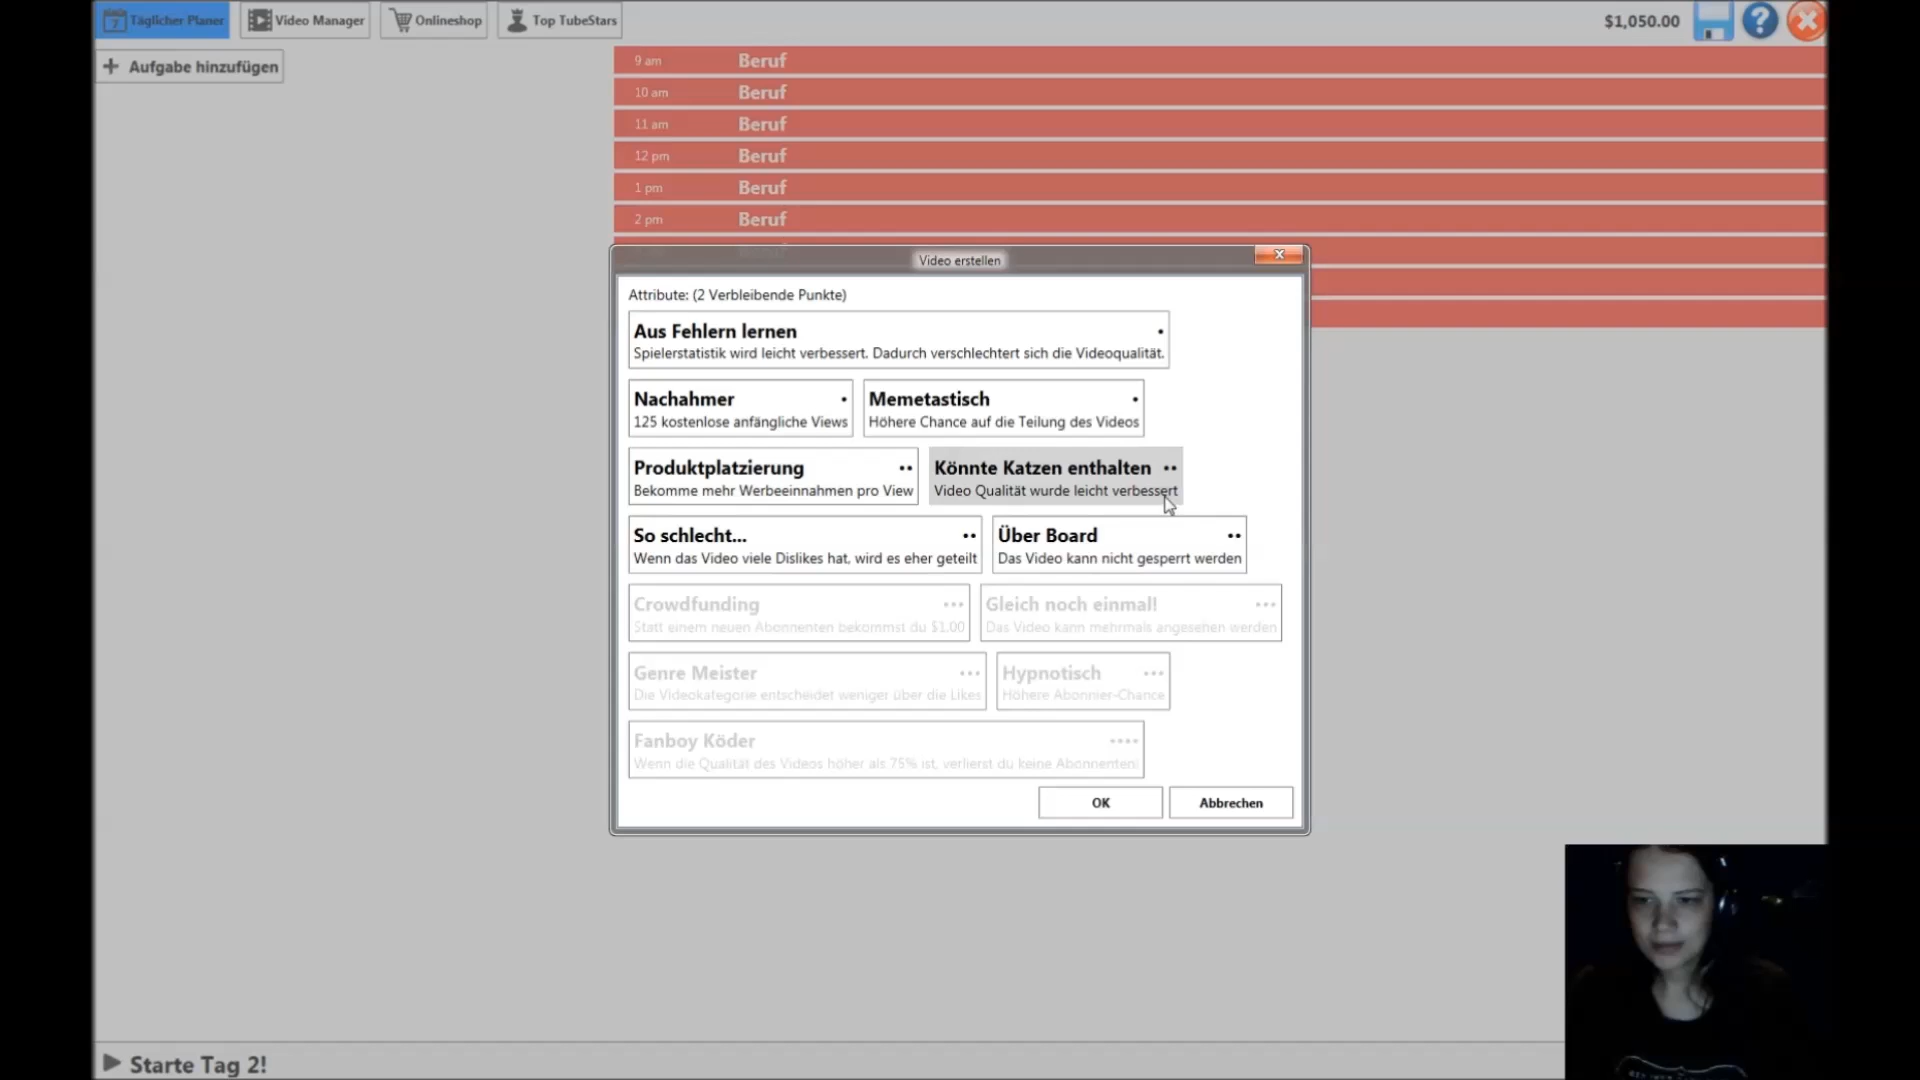 Täglicher Planer
Video Manager
Onlineshop
Top TubeStars
$1,050.00
Aufgabe hinzufügen
9 am Beruf
10 am Beruf
11 am Beruf
12 pm Beruf
1 pm Beruf
2 pm Beruf
Video erstellen
Attribute: (2 Verbleibende Punkte)
Aus Fehlern lernen
Spielerstatistik wird leicht verbessert. Dadurch verschlechtert sich die Videoqualität.
Nachahmer
125 kostenlose anfängliche Views
Memetastisch
Höhere Chance auf die Teilung des Videos
Produktplatzierung
Bekomme mehr Werbeeinnahmen pro View
Könnte Katzen enthalten
Video Qualität wurde leicht verbessert
So schlecht...
Wenn das Video viele Dislikes hat, wird es eher geteilt
Über Board
Das Video kann nicht gesperrt werden
Crowdfunding
Statt einem neuen Abonnenten bekommst du $1.00
Gleich noch einmal!
Das Video kann mehrmals angesehen werden
Genre Meister
Die Videokategorie entscheidet weniger über die Likes
Hypnotisch
Höhere Abonnier-Chance
Fanboy Köder
Wenn die Qualität des Videos höher als 75% ist, verlierst du keine Abonnenten!
OK
Abbrechen
Starte Tag 2!